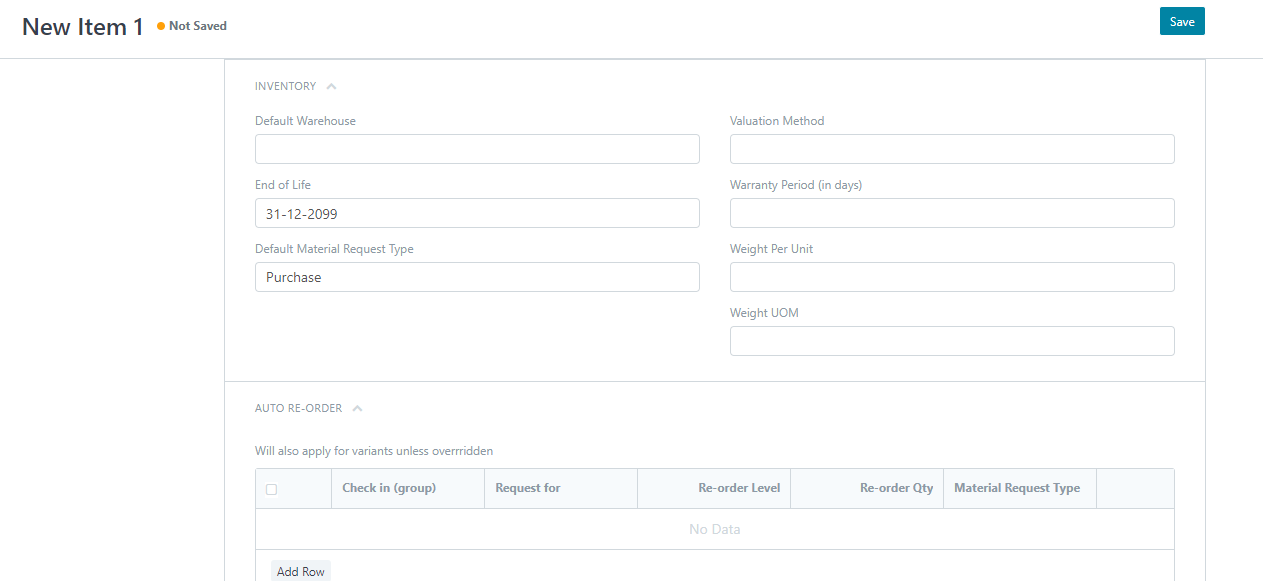 New Item 1
Not Saved
Save
INVENTORY
Default Warehouse
Valuation Method
End of Life
Warranty Period (in days)
31-12-2099
Default Material Request Type
Weight Per Unit
Purchase
Weight UOM
AUTO RE-ORDER
Will also apply for variants unless overrridden
Check in (group) Request for Re-order Level Re-order Qty Material Request Type
No Data
Add Row